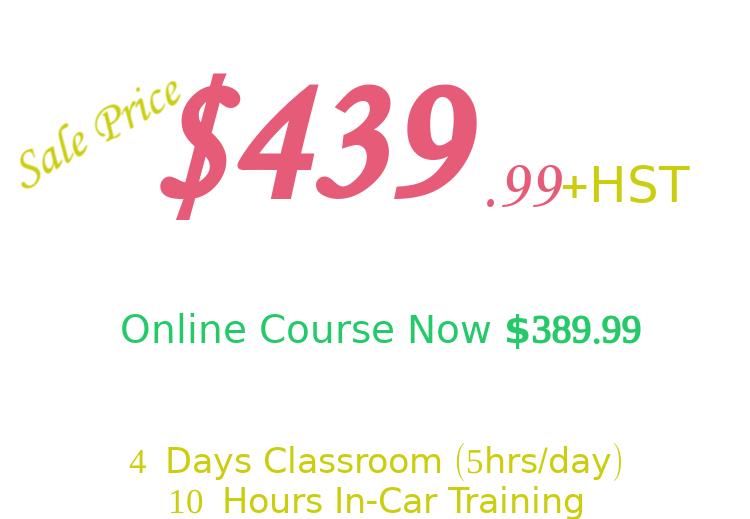 Sale Price
$439.99+HST
Online Course Now $389.99
4 Days Classroom (5hrs/day)
10 Hours In-Car Training